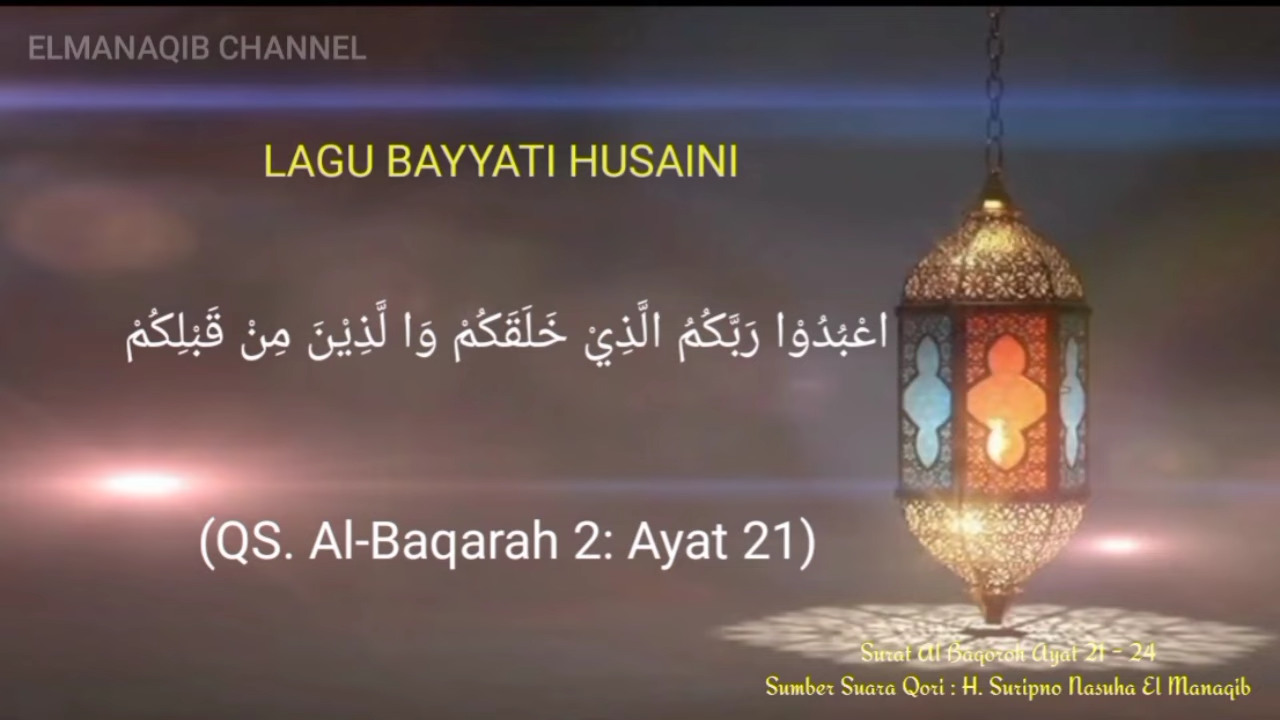 ELMANAQIB CHANNEL
LAGU BAYYATI HUSAINI
اعْبُدُوْا رَبَّكُمُ الَّذِيْ خَلَقَكُمْ وَا لَّذِيْنَ مِنْ قَبْلِكُمْ
(QS. Al-Baqarah 2: Ayat 21)
Surat Al Baqoroh Ayat 21 - 24
Sumber Suara Qori : H. Suripno Nasuha El Manaqib